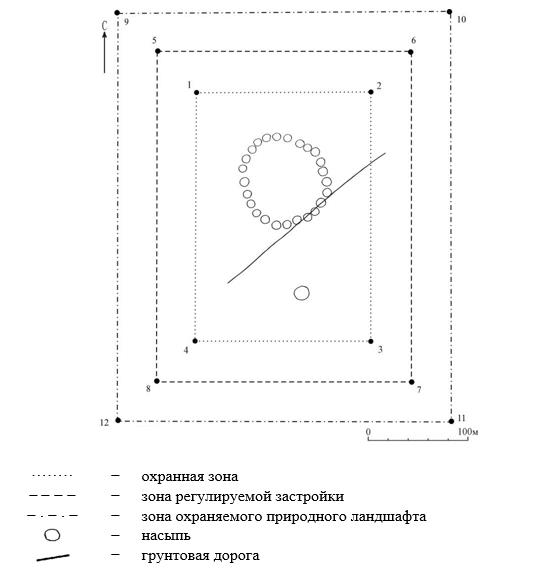 9
10
С
5
6
1
2
4
3
8
7
12
11
0
100м
– охранная зона
– зона регулируемой застройки
– зона охраняемого природного ландшафта
– насыпь
– грунтовая дорога